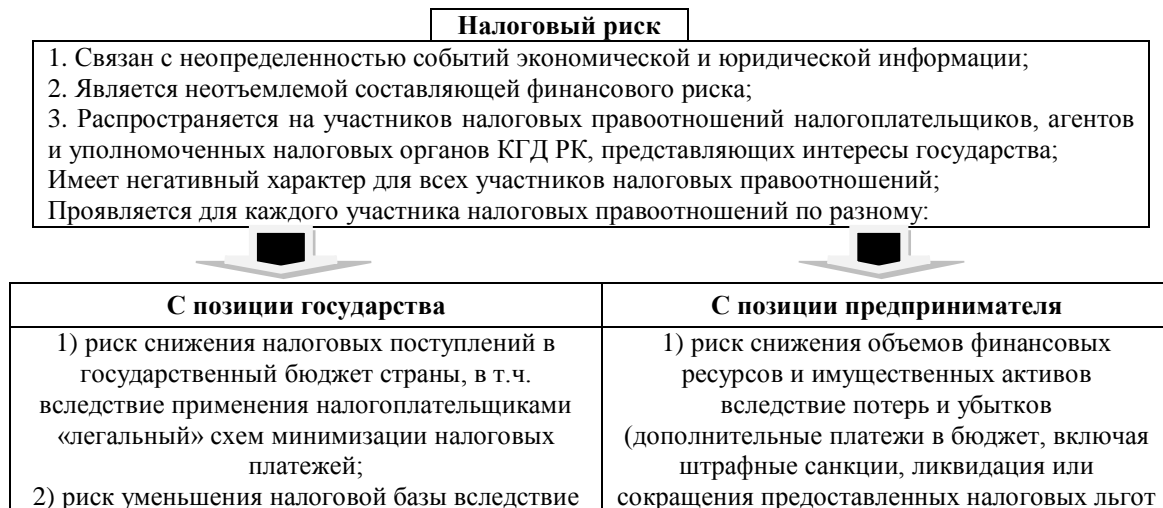 Налоговый риск
1. Связан с неопределенностью событий экономической и юридической информации;
2. Является неотъемлемой составляющей финансового риска;
3. Распространяется на участников налоговых правоотношений налогоплательщиков, агентов
и уполномоченных налоговых органов КГД РК, представляющих интересы государства;
Имеет негативный характер для всех участников налоговых правоотношений;
Проявляется для каждого участника налоговых правоотношений по разному:
С позиции государства
1) риск снижения налоговых поступлений в
государственный бюджет страны, в т.ч.
вследствие применения налогоплательщиками
«легальный» схем минимизации налоговых
платежей;
2) риск уменьшения налоговой базы вследствие
С позиции предпринимателя
1) риск снижения объемов финансовых
ресурсов и имущественных активов
вследствие потерь и убытков
(дополнительные платежи в бюджет, включая
штрафные санкции, ликвидация или
сокращения предоставленных налоговых льгот